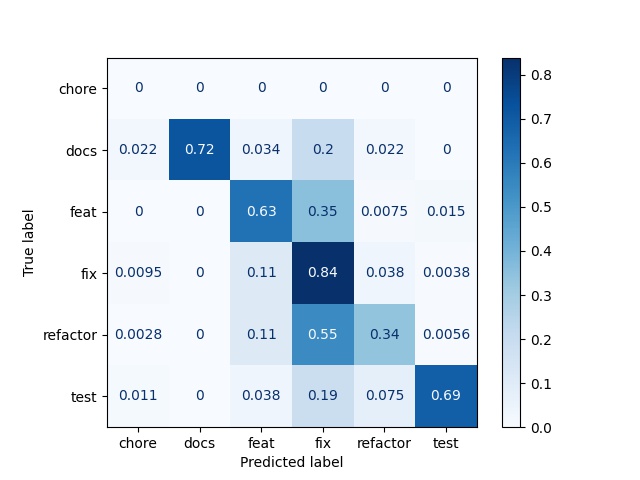 chore 0 0 0 0 0 0
docs 0.022 0.72 0.034 0.2 0.022 0
feat 0 0 0.63 0.35 0.0075 0.015
fix 0.0095 0 0.11 0.84 0.038 0.0038
refactor 0.0028 0 0.11 0.55 0.34 0.0056
test 0.011 0 0.038 0.19 0.075 0.69
chore docs feat fix refactor test
Predicted label
True label
0.8
0.7
0.6
0.5
0.4
0.3
0.2
0.1
0.0